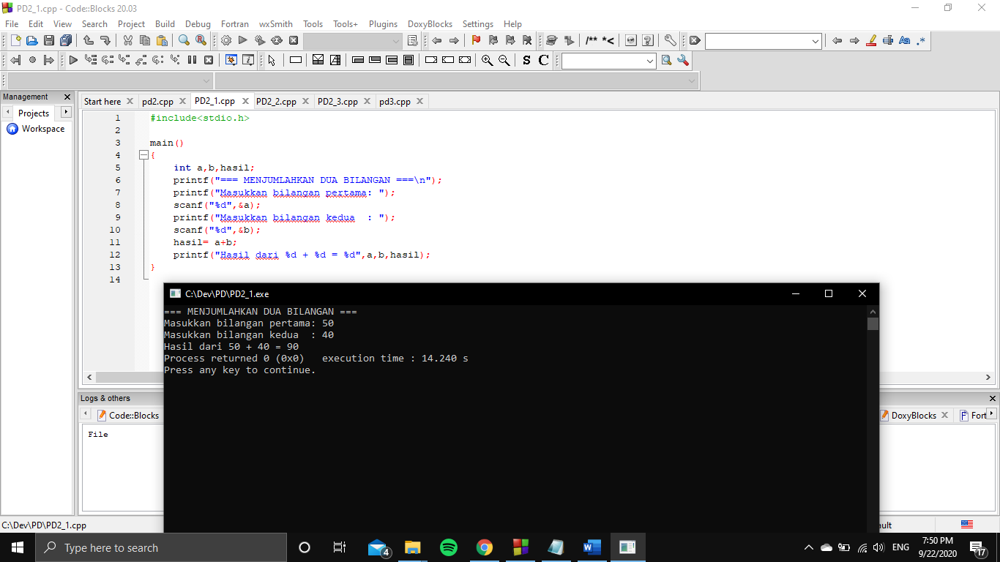 PD2_1.cpp - Code::Blocks 20.03
File Edit View Search Project Build Debug Fortran wxSmith Tools Tools+ Plugins DoxyBlocks Settings Help
/** *<
Aa .*
S C
Management
Start here pd2.cpp PD2_1.cpp PD2_2.cpp PD2_3.cpp pd3.cpp
Projects
Workspace
1 #include<stdio.h>
2
3 main()
4 {
5 int a,b,hasil;
6 printf("=== MENJUMLAHKAN DUA BILANGAN ===\n");
7 printf("Masukkan bilangan pertama: ");
8 scanf("%d",&a);
9 printf("Masukkan bilangan kedua  : ");
10 scanf("%d",&b);
11 hasil= a+b;
12 printf("Hasil dari %d + %d = %d",a,b,hasil);
13 }
14
C:\Dev\PD\PD2_1.exe
=== MENJUMLAHKAN DUA BILANGAN ===
Masukkan bilangan pertama: 50
Masukkan bilangan kedua  : 40
Hasil dari 50 + 40 = 90
Process returned 0 (0x0)   execution time : 14.240 s
Press any key to continue.
Logs & others
Code::Blocks DoxyBlocks Fort
File
C:\Dev\PD\PD2_1.cpp ault
Type here to search 4 ENG 7:50 PM 17
9/22/2020